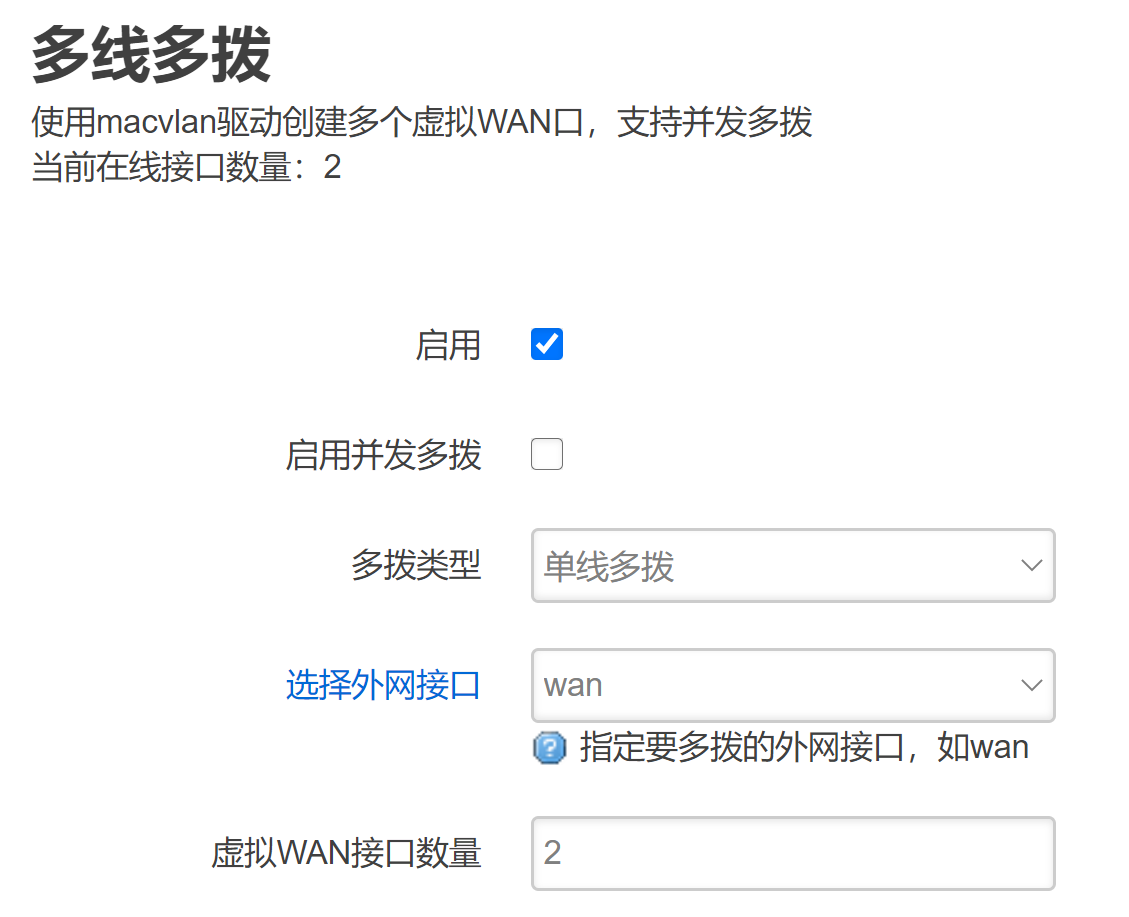 多线多拨
使用macvlan驱动创建多个虚拟WAN口，支持并发多拨
当前在线接口数量：2
启用
启用并发多拨
多拨类型 单线多拨
选择外网接口 wan
指定要多拨的外网接口，如wan
虚拟WAN接口数量 2